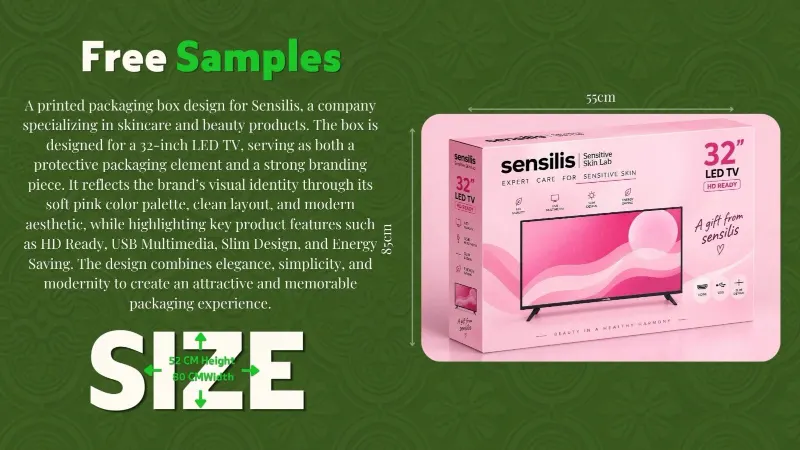 Free Samples
A printed packaging box design for Sensilis, a company
specializing in skincare and beauty products. The box is
designed for a 32-inch LED TV, serving as both a
protective packaging element and a strong branding
piece. It reflects the brand's visual identity through its
soft pink color palette, clean layout, and modern
aesthetic, while highlighting key product features such
as HD Ready, USB Multimedia, Slim Design, and Energy
Saving. The design combines elegance, simplicity, and
modernity to create an attractive and memorable
packaging experience.
SIZE
52 CM Height
80 CMWidth
55cm
85cm
sensilis
32"
LED TV
HD READY
A gift from
sensilis
sensilis | Sensitive
Skin Lab
EXPERT CARE FOR SENSITIVE SKIN
32"
LED TV
HD READY
A gift from
sensilis
BEAUTY IN A HEALTHY HARMONY